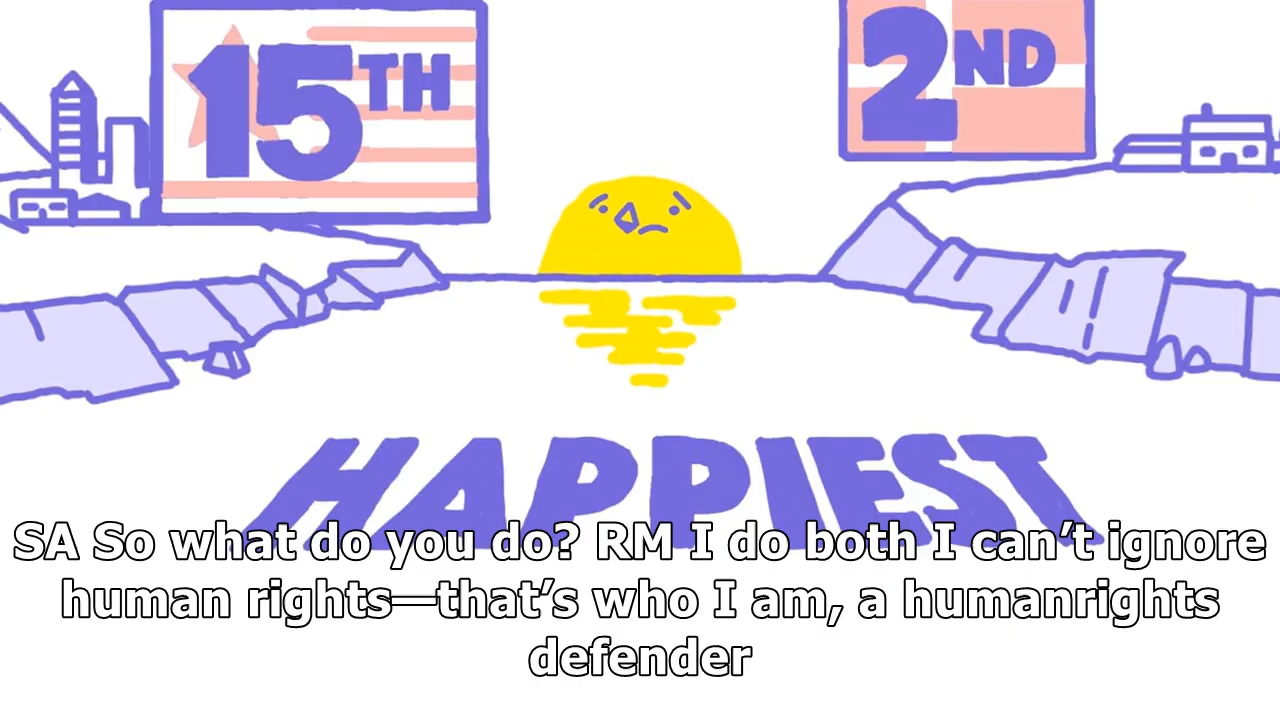 15TH
2ND
HAPPIEST
SA So what do you do? RM I do both I can’t ignore
human rights—that’s who I am, a humanrights
defender